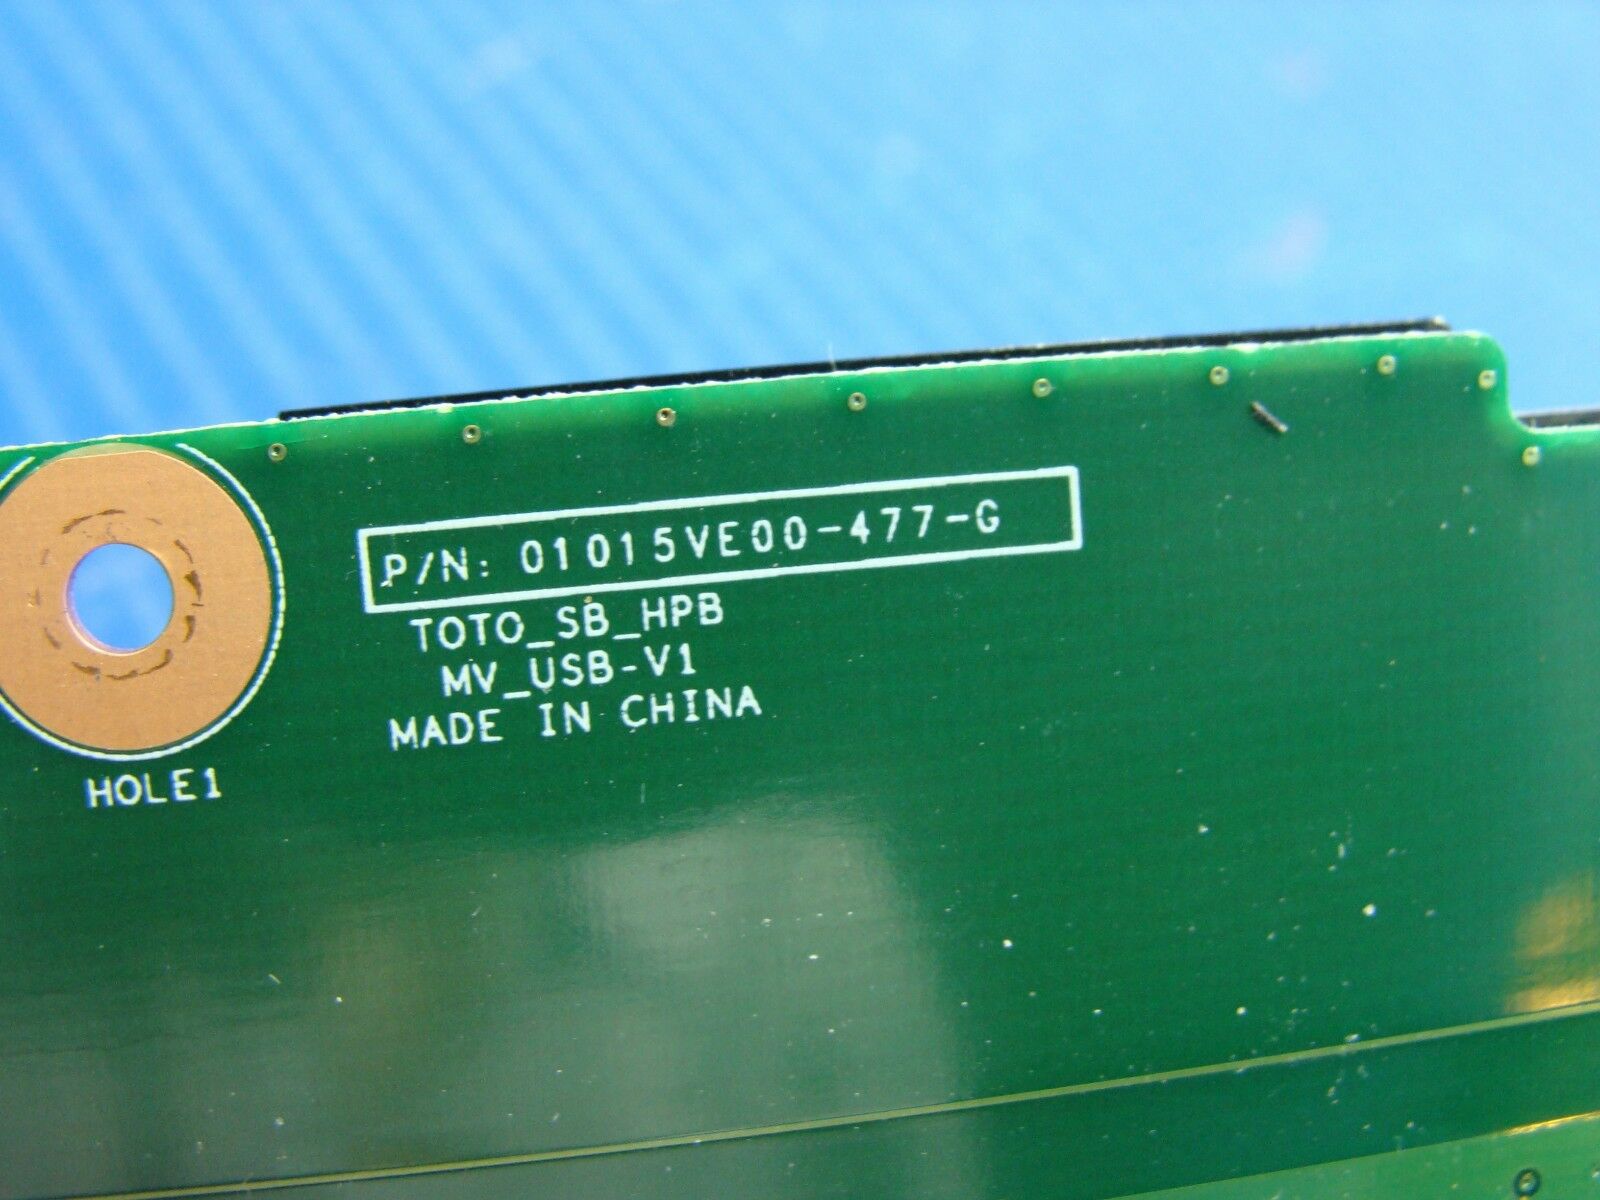 P/N: 01015VE00-477-G
TOTO_SB_HPB
MV_USB-V1
MADE IN CHINA
HOLE1